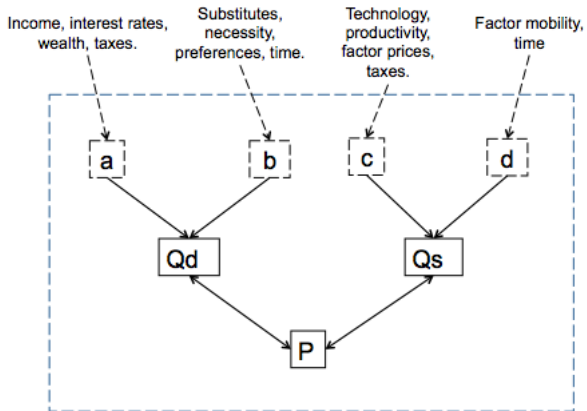 Income, interest rates,
wealth, taxes.
Substitutes,
necessity,
preferences, time.
Technology,
productivity,
factor prices,
taxes.
Factor mobility,
time
a
b
c
d
Qd
Qs
P